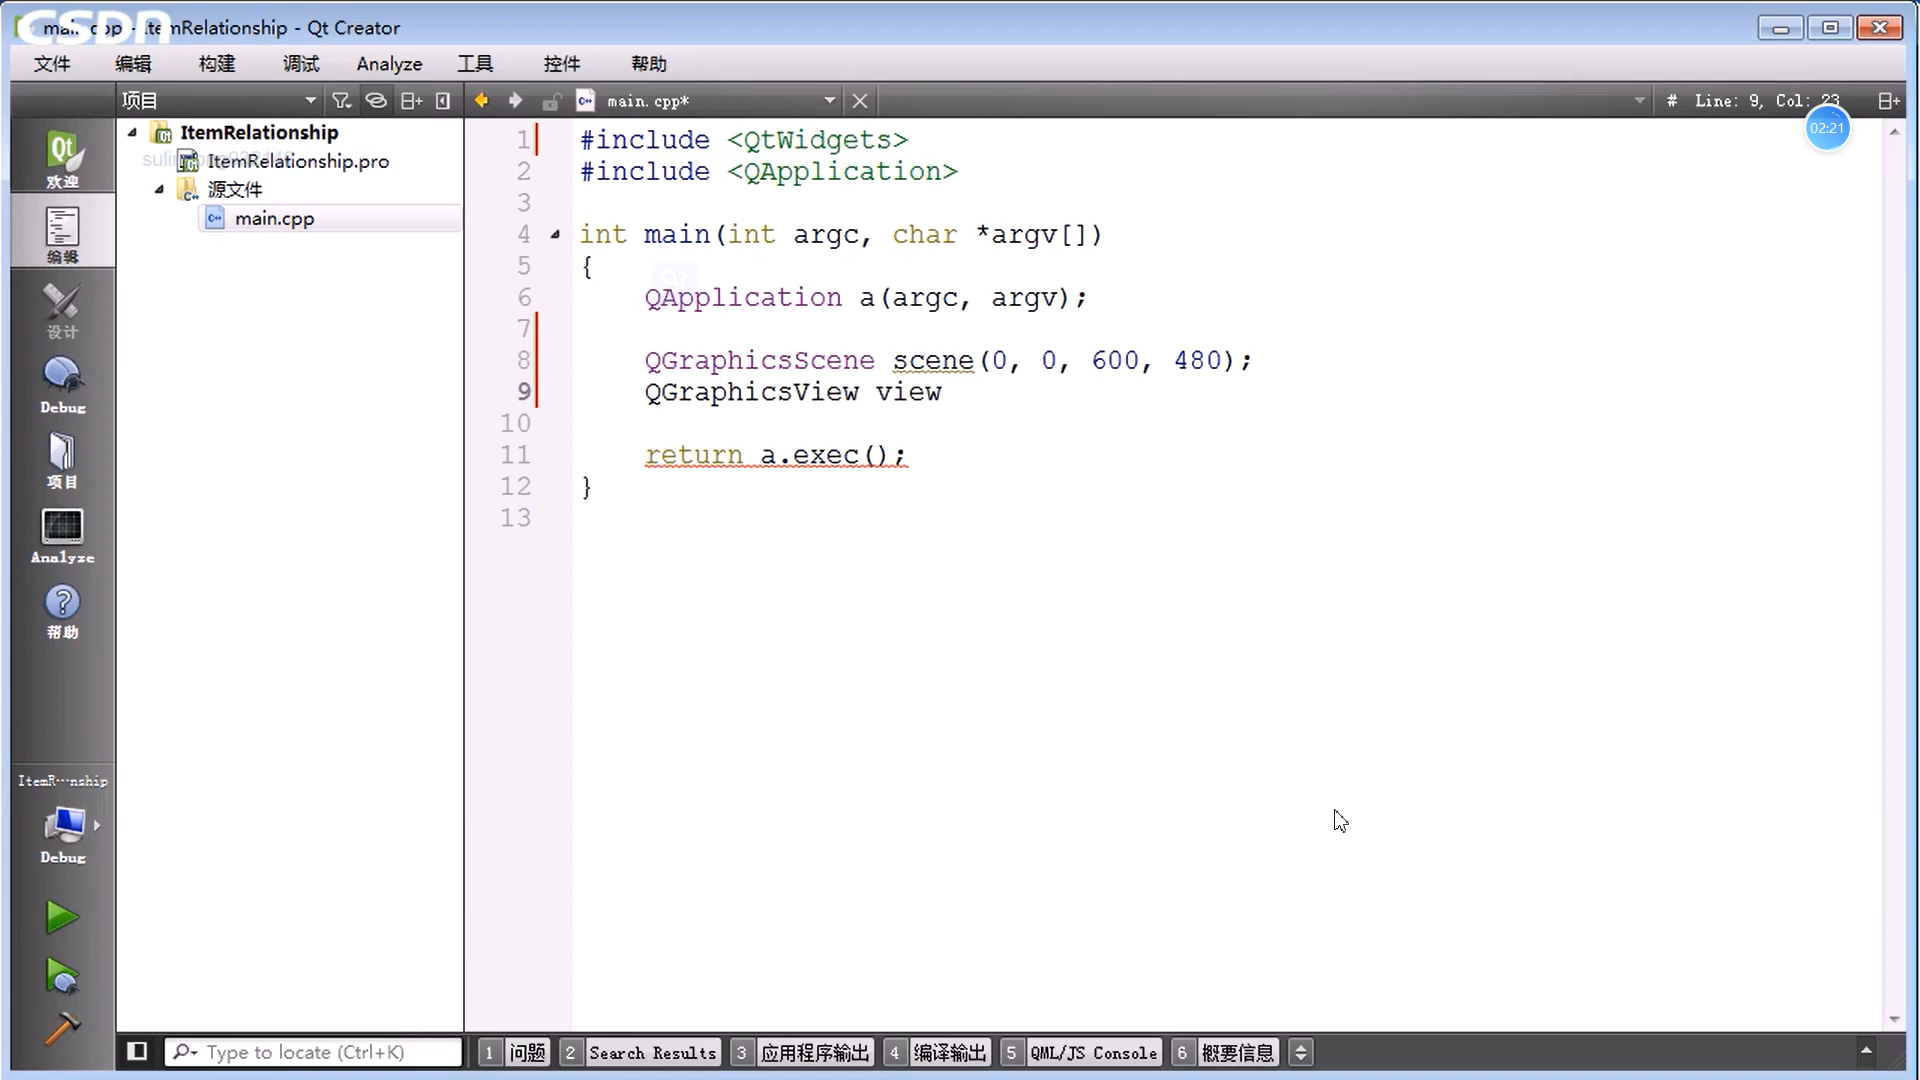 CSDN
main.cpp - ItemRelationship - Qt Creator
文件 编辑 构建 调试 Analyze 工具 控件 帮助
项目 main.cpp* # Line: 9, Col: 23
02:21
欢迎
编辑
设计
Debug
项目
Analyze
帮助
ItemR···nship
Debug
ItemRelationship
ItemRelationship.pro
源文件
main.cpp
1 #include <QtWidgets>
2 #include <QApplication>
3
4 int main(int argc, char *argv[])
5 {
6 QApplication a(argc, argv);
7
8 QGraphicsScene scene(0, 0, 600, 480);
9 QGraphicsView view
10
11 return a.exec();
12 }
13
Type to locate (Ctrl+K) 1 问题 2 Search Results 3 应用程序输出 4 编译输出 5 QML/JS Console 6 概要信息